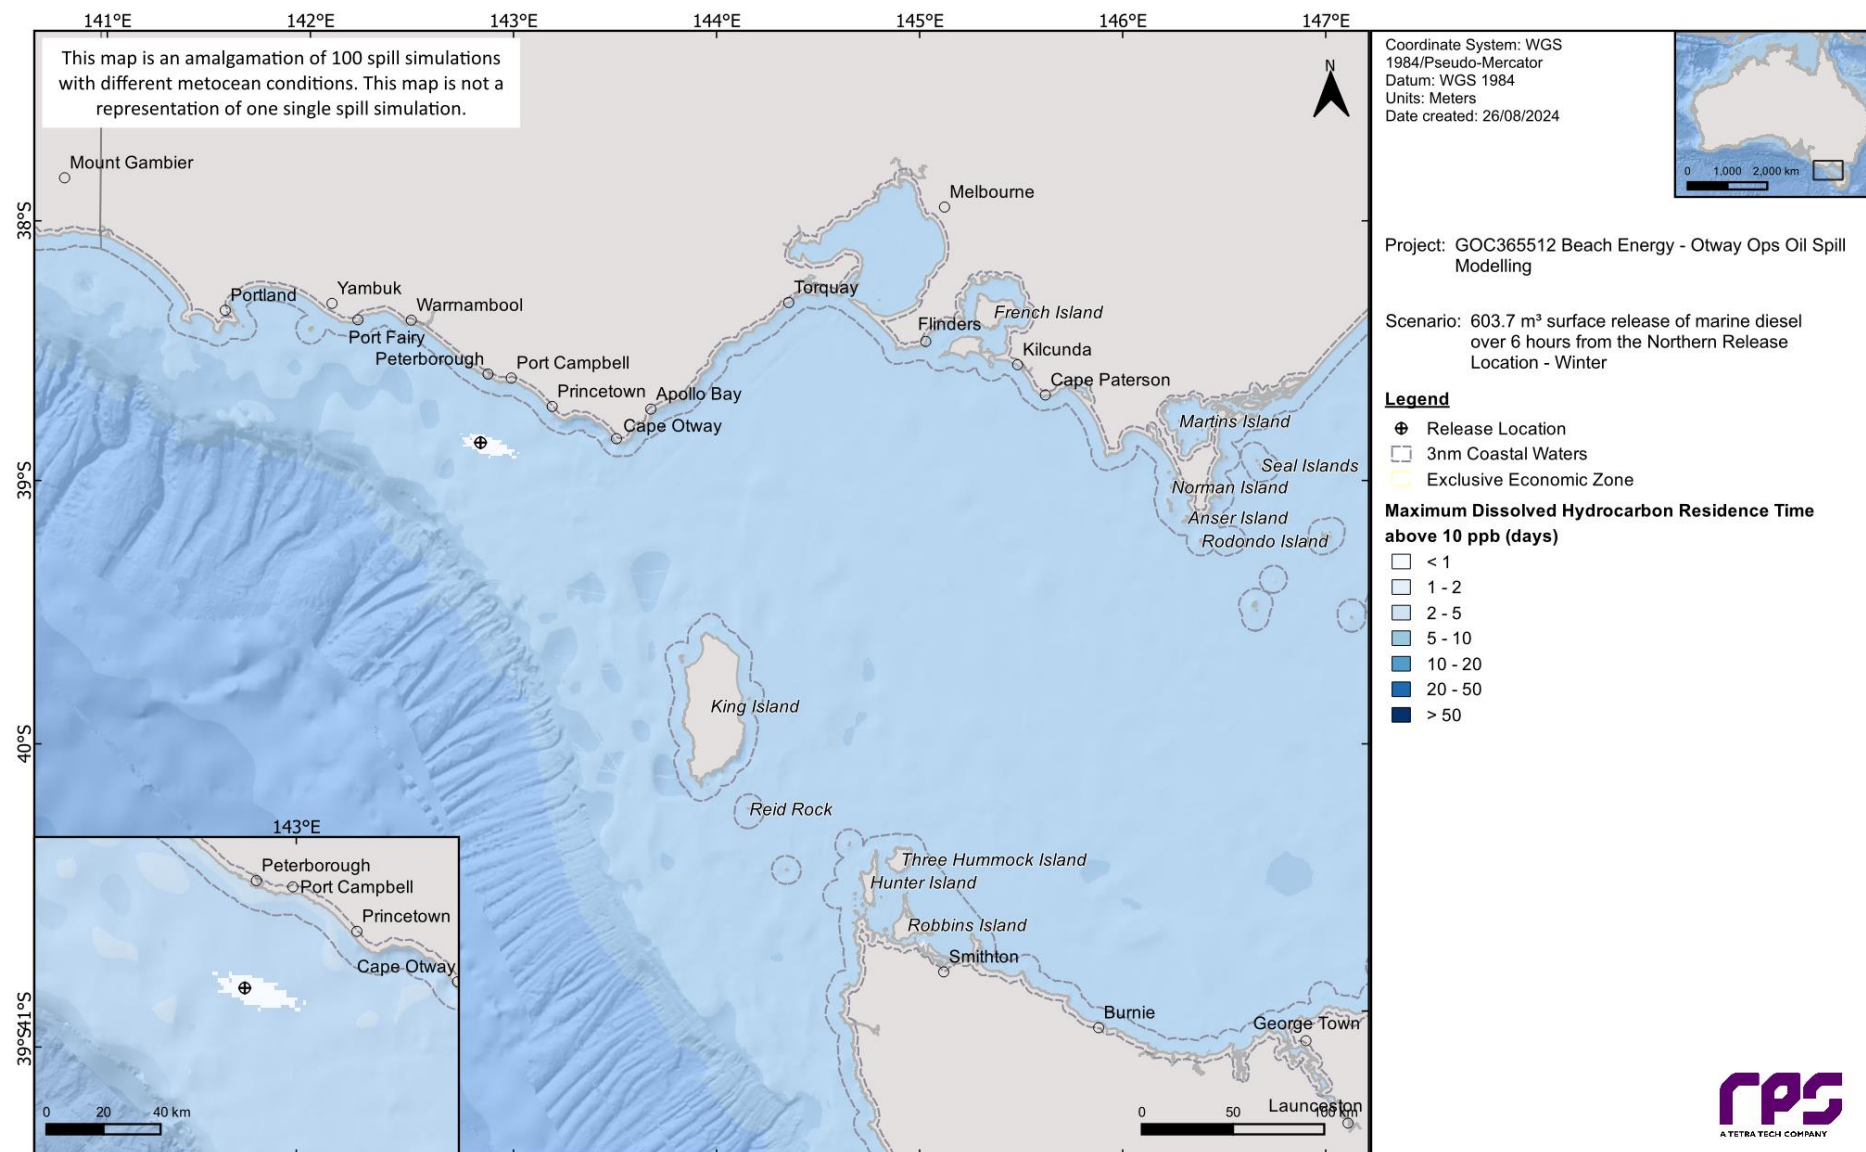 141°E 142°E 143°E 144°E 145°E 146°E 147°E
This map is an amalgamation of 100 spill simulations
with different metocean conditions. This map is not a
representation of one single spill simulation.
N
Mount Gambier
Melbourne
38°S
Portland
Yambuk
Warrnambool
Port Fairy
Peterborough
Port Campbell
Princetown
Apollo Bay
Cape Otway
Torquay
Flinders
French Island
Kilcunda
Cape Paterson
Martins Island
Seal Islands
Norman Island
Anser Island
Rodondo Island
39°S
King Island
40°S
Reid Rock
Three Hummock Island
Hunter Island
Robbins Island
Smithton
Burnie
George Town
Launceston
41°S
0 50 100 km
143°E
Peterborough
Port Campbell
Princetown
Cape Otway
39°S
0 20 40 km
Coordinate System: WGS
1984/Pseudo-Mercator
Datum: WGS 1984
Units: Meters
Date created: 26/08/2024
0 1,000 2,000 km
Project: GOC365512 Beach Energy - Otway Ops Oil Spill
Modelling
Scenario: 603.7 m³ surface release of marine diesel
over 6 hours from the Northern Release
Location - Winter
Legend
Release Location
3nm Coastal Waters
Exclusive Economic Zone
Maximum Dissolved Hydrocarbon Residence Time
above 10 ppb (days)
< 1
1 - 2
2 - 5
5 - 10
10 - 20
20 - 50
> 50
rps
A TETRA TECH COMPANY